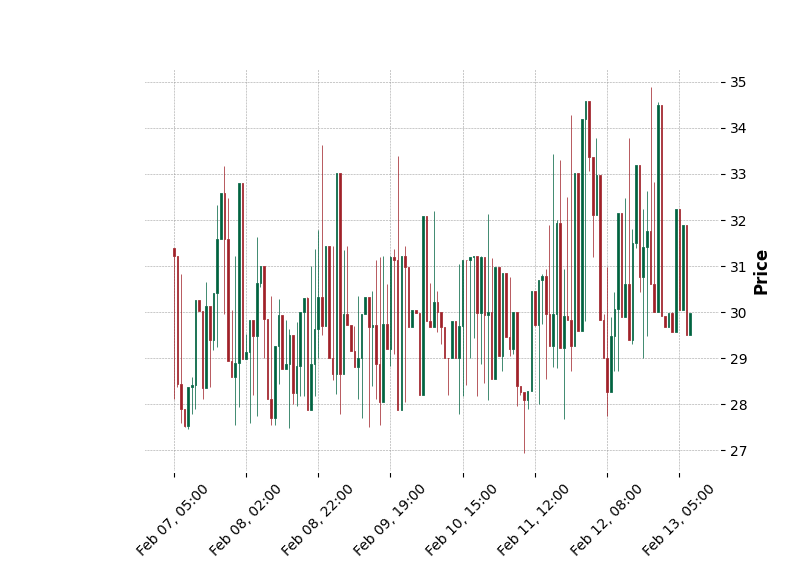 35
34
33
32
31
30
29
28
27
Price
Feb 07, 05:00
Feb 08, 02:00
Feb 08, 22:00
Feb 09, 19:00
Feb 10, 15:00
Feb 11, 12:00
Feb 12, 08:00
Feb 13, 05:00